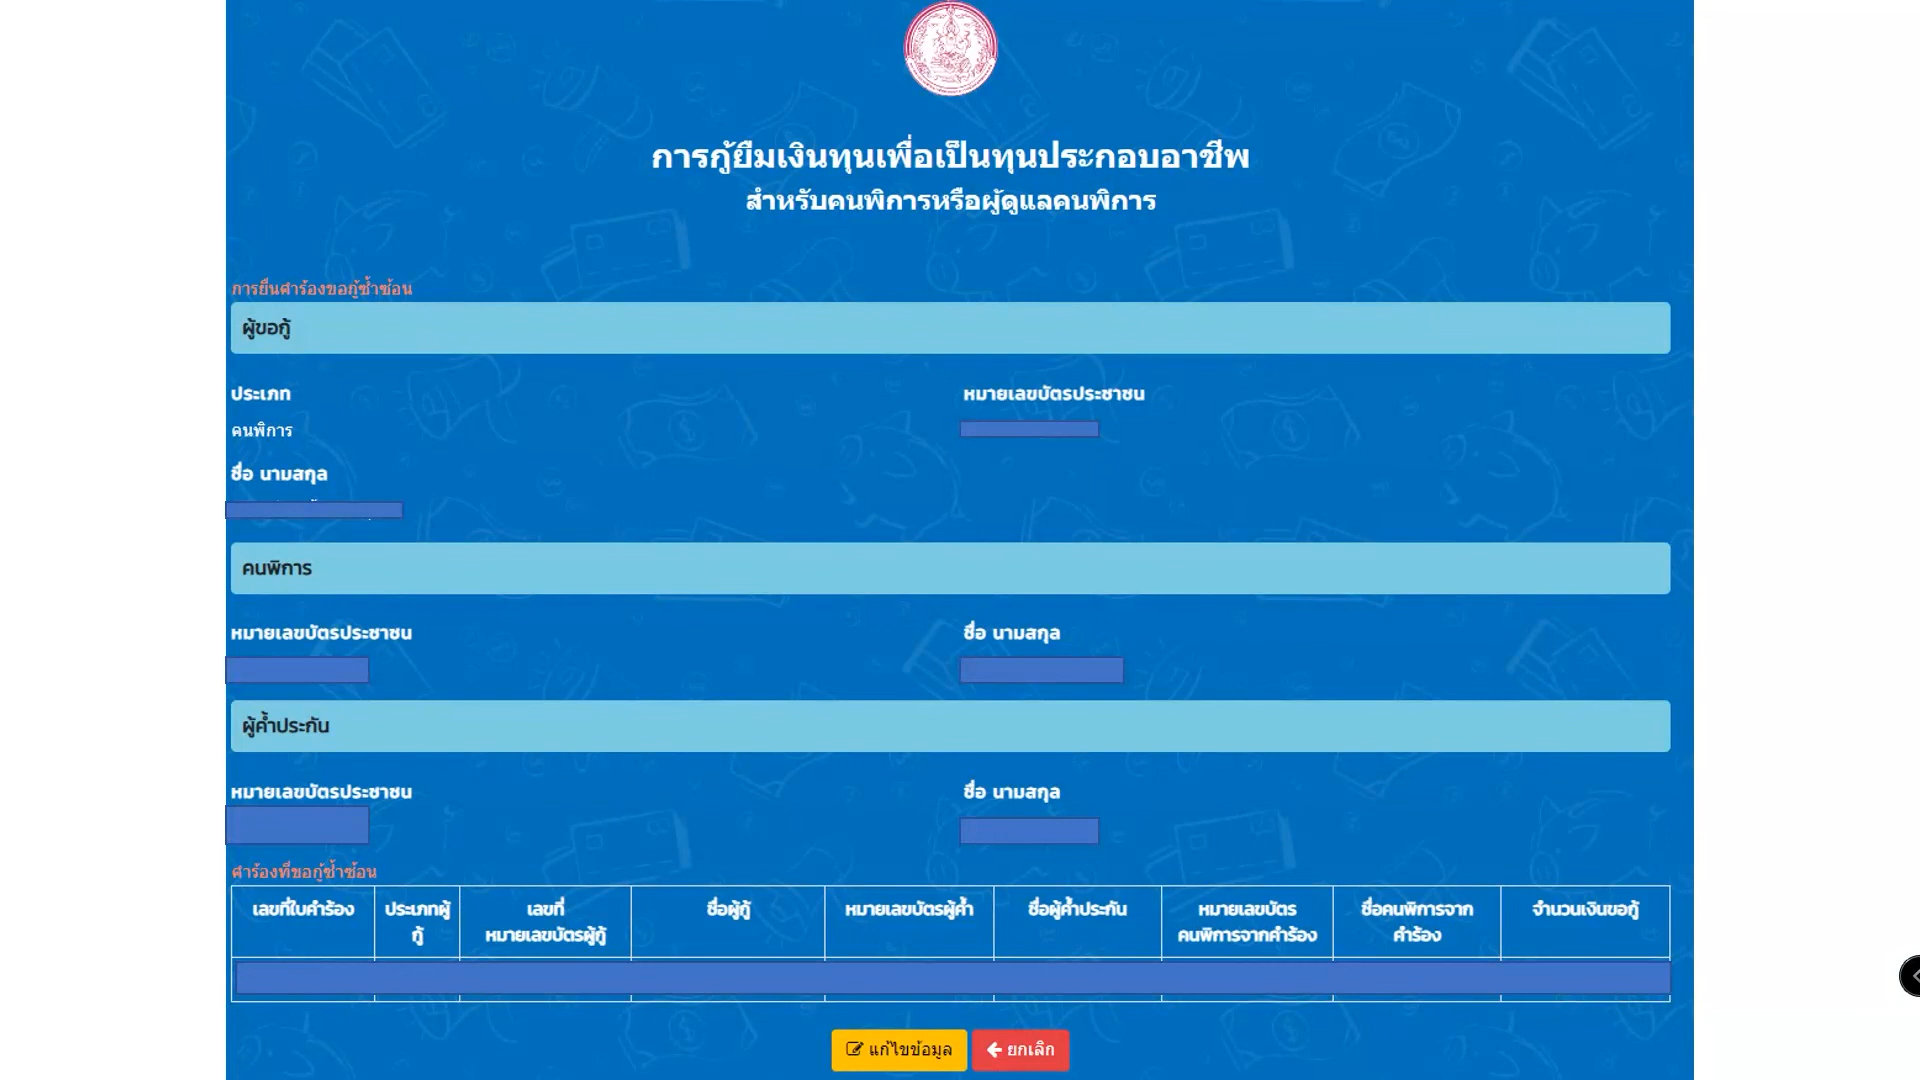 การกู้ยืมเงินทุนเพื่อเป็นทุนประกอบอาชีพ
สำหรับคนพิการหรือผู้ดูแลคนพิการ
การยื่นคำร้องขอกู้ซ้ำซ้อน
ผู้ขอกู้
ประเภท
หมายเลขบัตรประชาชน
คนพิการ
ชื่อ นามสกุล
คนพิการ
หมายเลขบัตรประชาชน
ชื่อ นามสกุล
ผู้ค้ำประกัน
หมายเลขบัตรประชาชน
ชื่อ นามสกุล
คำร้องที่ขอกู้ซ้ำซ้อน
เลขที่ใบคำร้อง
ประเภทผู้
กู้
เลขที่
หมายเลขบัตรผู้กู้
ชื่อผู้กู้
หมายเลขบัตรผู้ค้ำ
ชื่อผู้ค้ำประกัน
หมายเลขบัตร
คนพิการจากคำร้อง
ชื่อคนพิการจาก
คำร้อง
จำนวนเงินขอกู้
แก้ไขข้อมูล
ยกเลิก